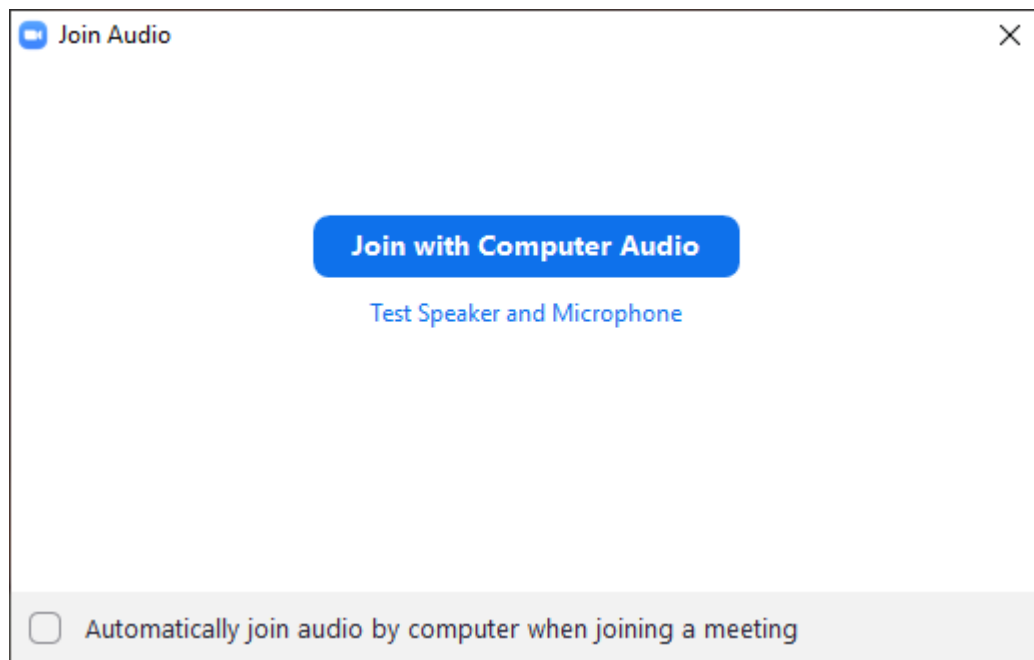 Join Audio
Join with Computer Audio
Test Speaker and Microphone
Automatically join audio by computer when joining a meeting